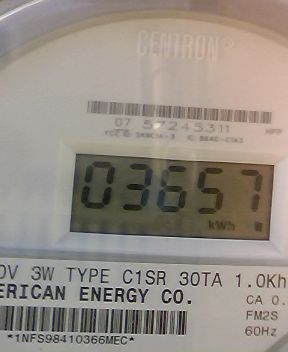 CENTRON®
07 57245311
03657
kWh
0V 3W TYPE C1SR 30TA 1.0Kh
ERICAN ENERGY CO.
CA 0.
FM2S
60Hz
*1NFS98410366MEC*